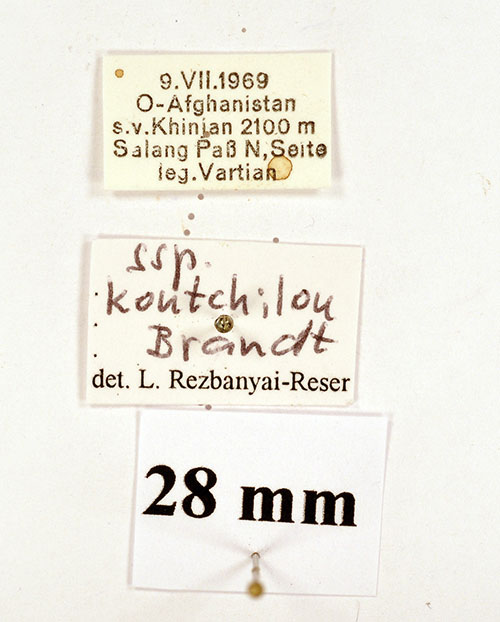 9.VII.1969
O-Afghanistan
s.v.Khinjan 2100 m
Salang Paß N,Seite
leg.Vartian
ssp.
koutchilou
Brandt
det. L. Rezbanyai-Reser
28 mm